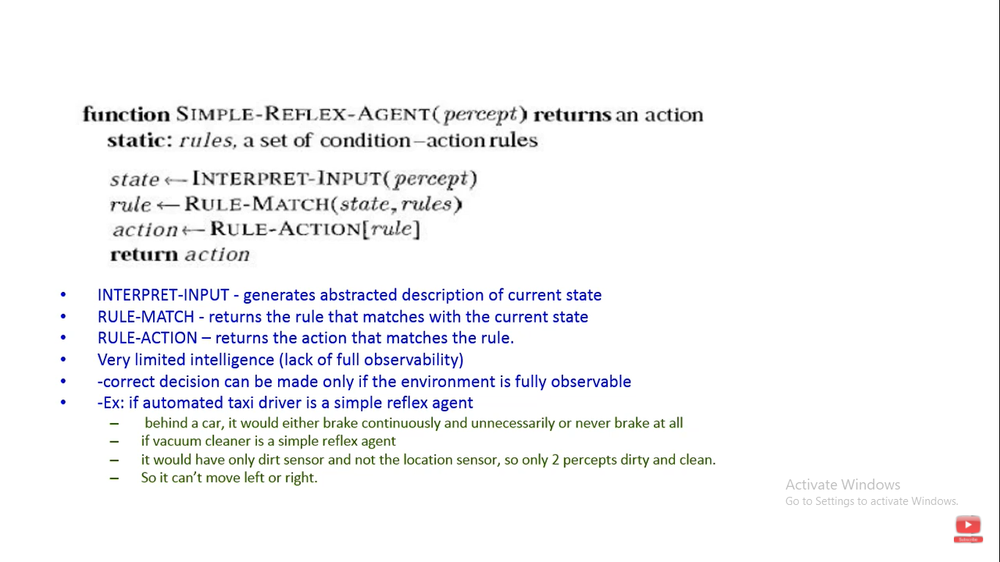 function SIMPLE-REFLEX-AGENT(percept) returns an action
static: rules, a set of condition–action rules
state ← INTERPRET-INPUT(percept)
rule ← RULE-MATCH(state, rules)
action ← RULE-ACTION[rule]
return action
• INTERPRET-INPUT - generates abstracted description of current state
• RULE-MATCH - returns the rule that matches with the current state
• RULE-ACTION – returns the action that matches the rule.
• Very limited intelligence (lack of full observability)
• -correct decision can be made only if the environment is fully observable
• -Ex: if automated taxi driver is a simple reflex agent
– behind a car, it would either brake continuously and unnecessarily or never brake at all
– if vacuum cleaner is a simple reflex agent
– it would have only dirt sensor and not the location sensor, so only 2 percepts dirty and clean.
– So it can’t move left or right.
Activate Windows
Go to Settings to activate Windows.
Subscribe